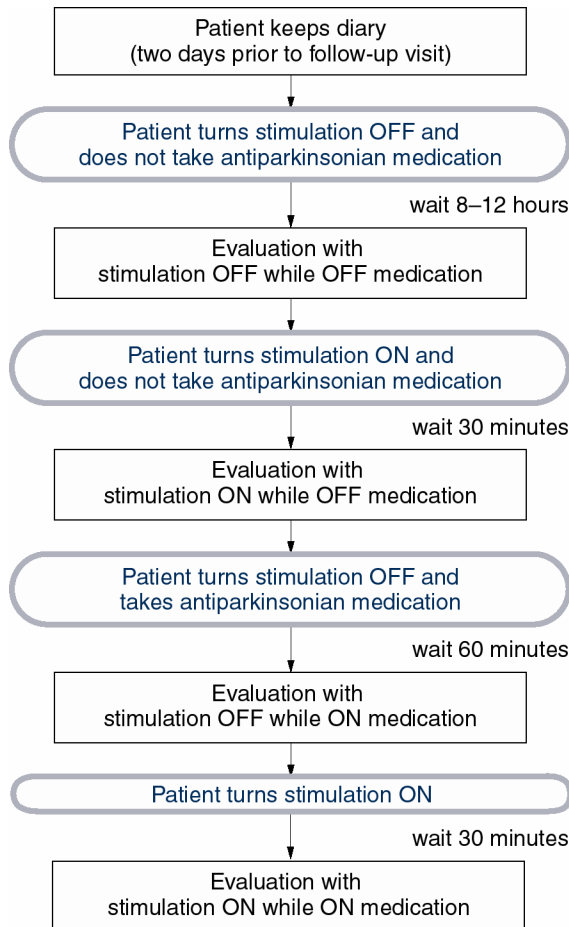 Patient keeps diary
(two days prior to follow-up visit)
Patient turns stimulation OFF and
does not take antiparkinsonian medication
wait 8–12 hours
Evaluation with
stimulation OFF while OFF medication
Patient turns stimulation ON and
does not take antiparkinsonian medication
wait 30 minutes
Evaluation with
stimulation ON while OFF medication
Patient turns stimulation OFF and
takes antiparkinsonian medication
wait 60 minutes
Evaluation with
stimulation OFF while ON medication
Patient turns stimulation ON
wait 30 minutes
Evaluation with
stimulation ON while ON medication